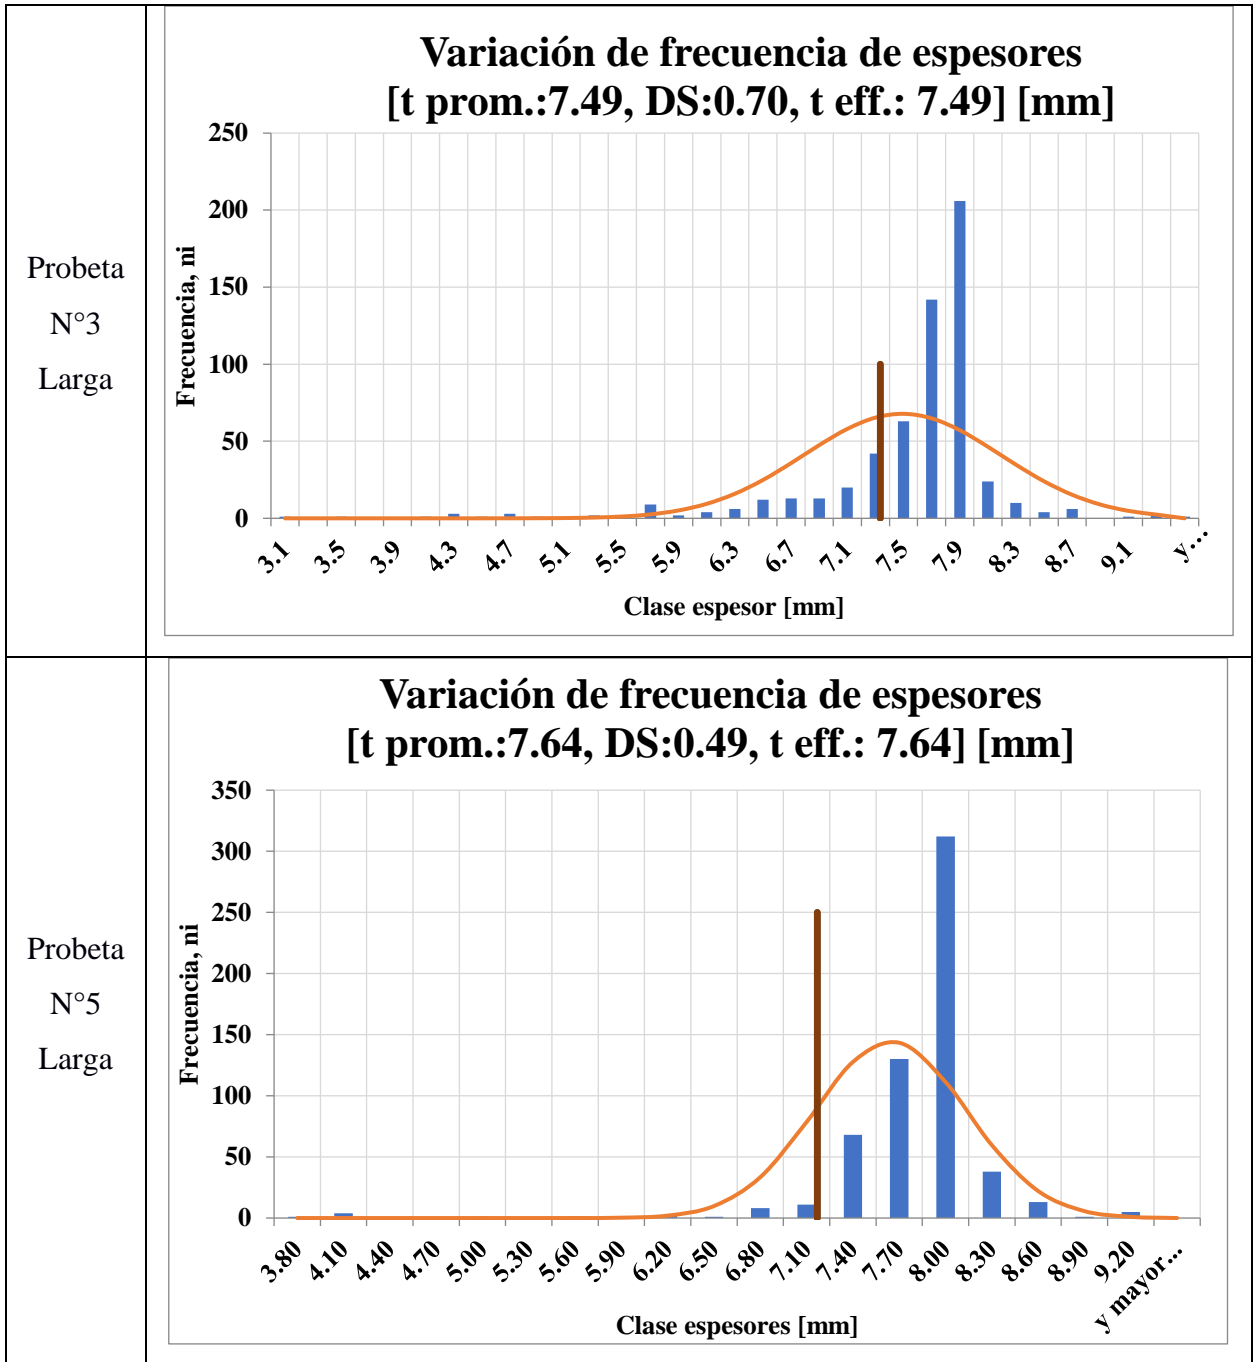 Probeta
N°3
Larga
Variación de frecuencia de espesores
[t prom.:7.49, DS:0.70, t eff.: 7.49] [mm]
Frecuencia, ni
250
200
150
100
50
0
3.1 3.5 3.9 4.3 4.7 5.1 5.5 5.9 6.3 6.7 7.1 7.5 7.9 8.3 8.7 9.1 y...
Clase espesor [mm]
Probeta
N°5
Larga
Variación de frecuencia de espesores
[t prom.:7.64, DS:0.49, t eff.: 7.64] [mm]
Frecuencia, ni
350
300
250
200
150
100
50
0
3.80 4.10 4.40 4.70 5.00 5.30 5.60 5.90 6.20 6.50 6.80 7.10 7.40 7.70 8.00 8.30 8.60 8.90 9.20 y mayor...
Clase espesores [mm]